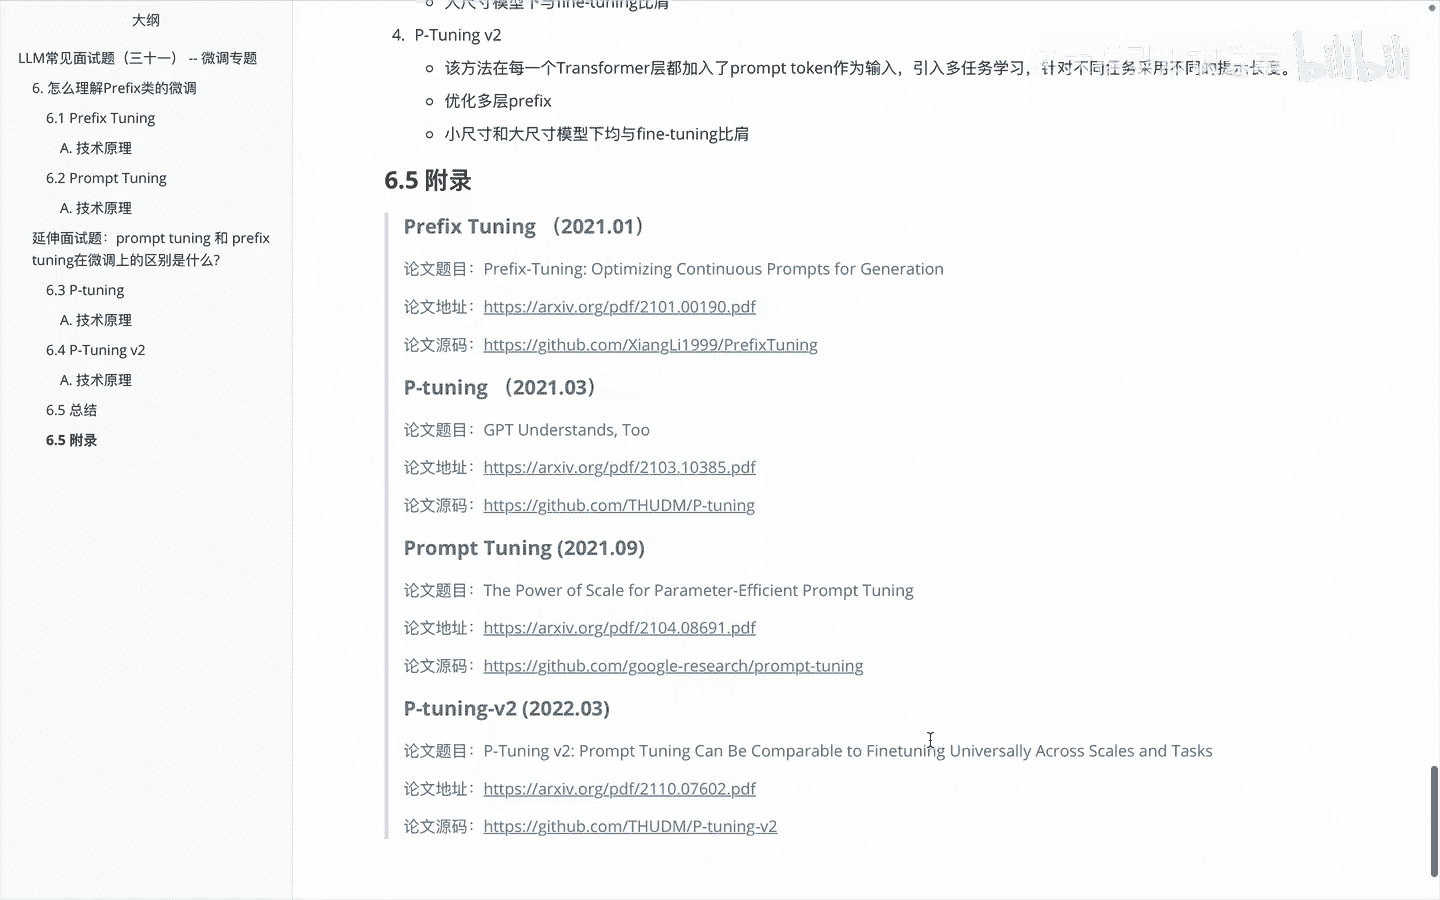 大纲
LLM常见面试题（三十一） -- 微调专题
6. 怎么理解Prefix类的微调
6.1 Prefix Tuning
A. 技术原理
6.2 Prompt Tuning
A. 技术原理
延伸面试题：prompt tuning 和 prefix
tuning在微调上的区别是什么?
6.3 P-tuning
A. 技术原理
6.4 P-Tuning v2
A. 技术原理
6.5 总结
6.5 附录
大尺寸模型下与fine-tuning比肩
4. P-Tuning v2
该方法在每一个Transformer层都加入了prompt token作为输入，引入多任务学习，针对不同任务采用不同的提示长度。
优化多层prefix
小尺寸和大尺寸模型下均与fine-tuning比肩
6.5 附录
Prefix Tuning （2021.01）
论文题目：Prefix-Tuning: Optimizing Continuous Prompts for Generation
论文地址：https://arxiv.org/pdf/2101.00190.pdf
论文源码：https://github.com/XiangLi1999/PrefixTuning
P-tuning （2021.03）
论文题目：GPT Understands, Too
论文地址：https://arxiv.org/pdf/2103.10385.pdf
论文源码：https://github.com/THUDM/P-tuning
Prompt Tuning (2021.09)
论文题目：The Power of Scale for Parameter-Efficient Prompt Tuning
论文地址：https://arxiv.org/pdf/2104.08691.pdf
论文源码：https://github.com/google-research/prompt-tuning
P-tuning-v2 (2022.03)
论文题目：P-Tuning v2: Prompt Tuning Can Be Comparable to Finetuning Universally Across Scales and Tasks
论文地址：https://arxiv.org/pdf/2110.07602.pdf
论文源码：https://github.com/THUDM/P-tuning-v2
bilibili